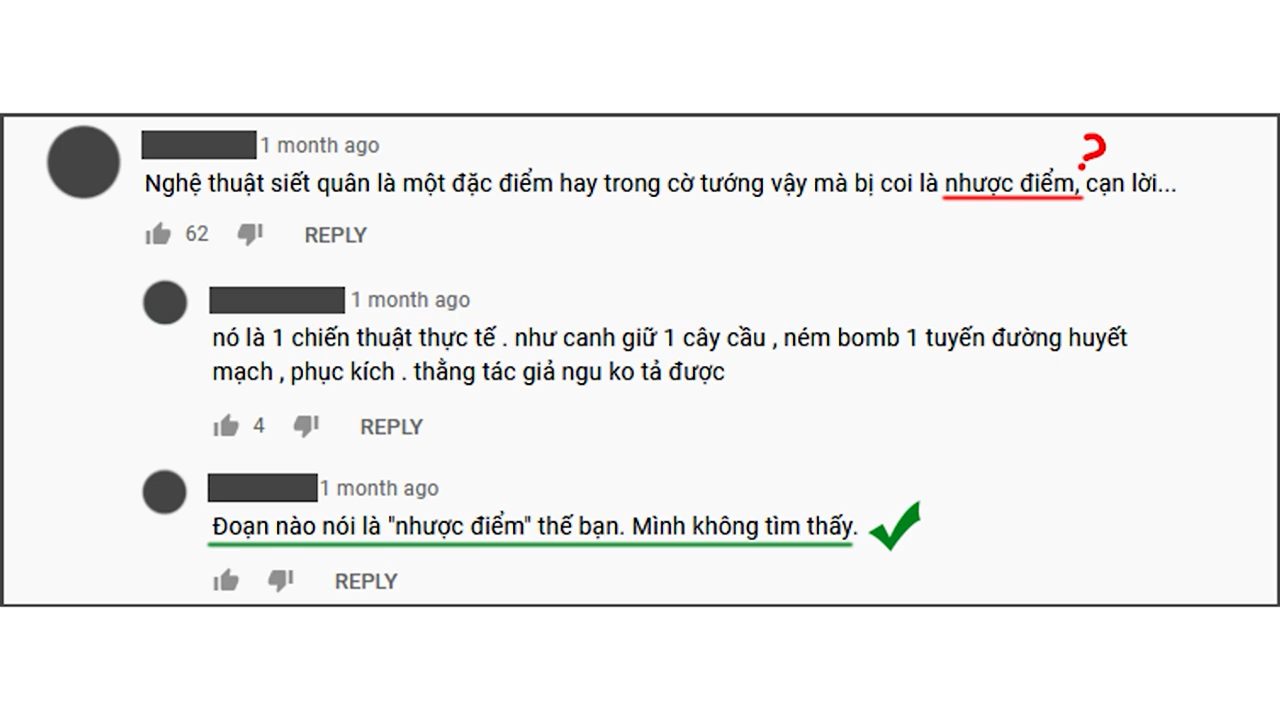 1 month ago
Nghệ thuật siết quân là một đặc điểm hay trong cờ tướng vậy mà bị coi là nhược điểm, cạn lời...
?
62 REPLY
1 month ago
nó là 1 chiến thuật thực tế . như canh giữ 1 cây cầu , ném bomb 1 tuyến đường huyết
mạch , phục kích . thằng tác giả ngu ko tả được
4 REPLY
1 month ago
Đoạn nào nói là "nhược điểm" thế bạn. Mình không tìm thấy.
REPLY